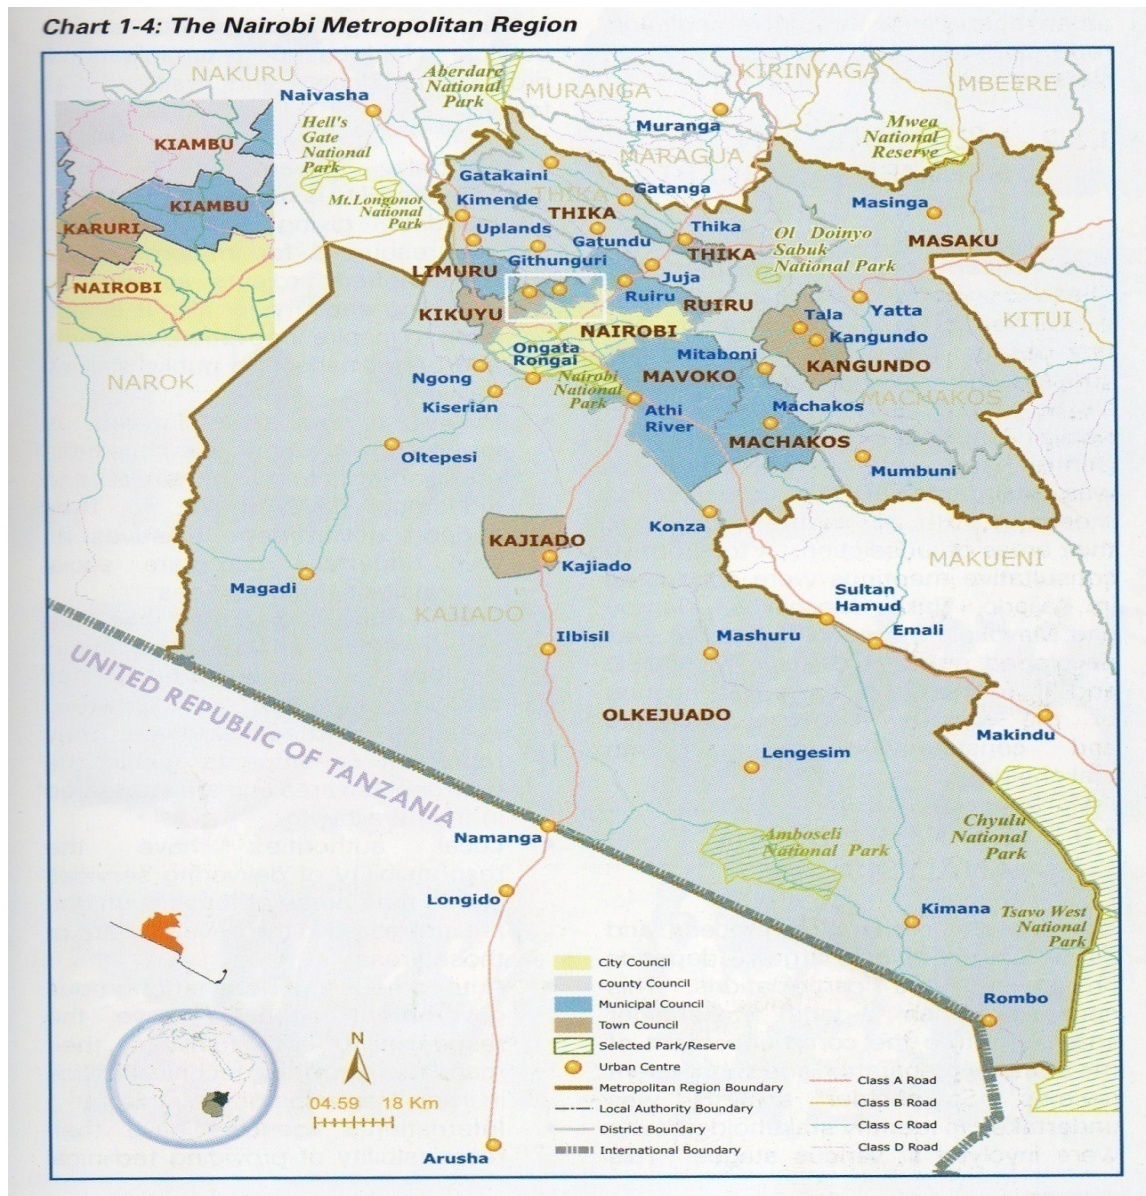 Chart 1-4: The Nairobi Metropolitan Region
NAKURU
Aberdare
National
Park
MURANGA
KIRINYAGA
MBEERE
Naivasha
Hell's
Gate
National
Park
Muranga
Mwea
National
Reserve
KIAMBU
KIAMBU
KARURI
NAIROBI
NARAGUA
Gatakaini
THIKA
Gatanga
Mt.Longonot
National
Park
Kimende
THIKA
Masinga
Uplands
Gatundu
Thika
Ol Doinyo
Sabuk
National Park
MASAKU
Githunguri
THIKA
LIMURU
Juja
Ruiru
RUIRU
Yatta
KIKUYU
NAIROBI
Tala
KITUI
Kangundo
Ongata
Rongai
Mitaboni
KANGUNDO
NAROK
Ngong
Nairobi
National
Park
MAVOKO
MACHAKOS
Kiserian
Athi
River
Machakos
MACHAKOS
Oltepesi
Mumbuni
Konza
KAJIADO
Kajiado
MAKUENI
Magadi
KAJIADO
Sultan
Hamud
Ilbisil
Mashuru
Emali
UNITED REPUBLIC OF TANZANIA
OLKEJUADO
Makindu
Lengesim
Namanga
Amboseli
National Park
Chyulu
National
Park
Longido
Kimana
Tsavo West
National
Park
Rombo
City Council
County Council
Municipal Council
Town Council
Selected Park/Reserve
Urban Centre
Metropolitan Region Boundary
Local Authority Boundary
District Boundary
International Boundary
Class A Road
Class B Road
Class C Road
Class D Road
N
04.59 18 Km
Arusha